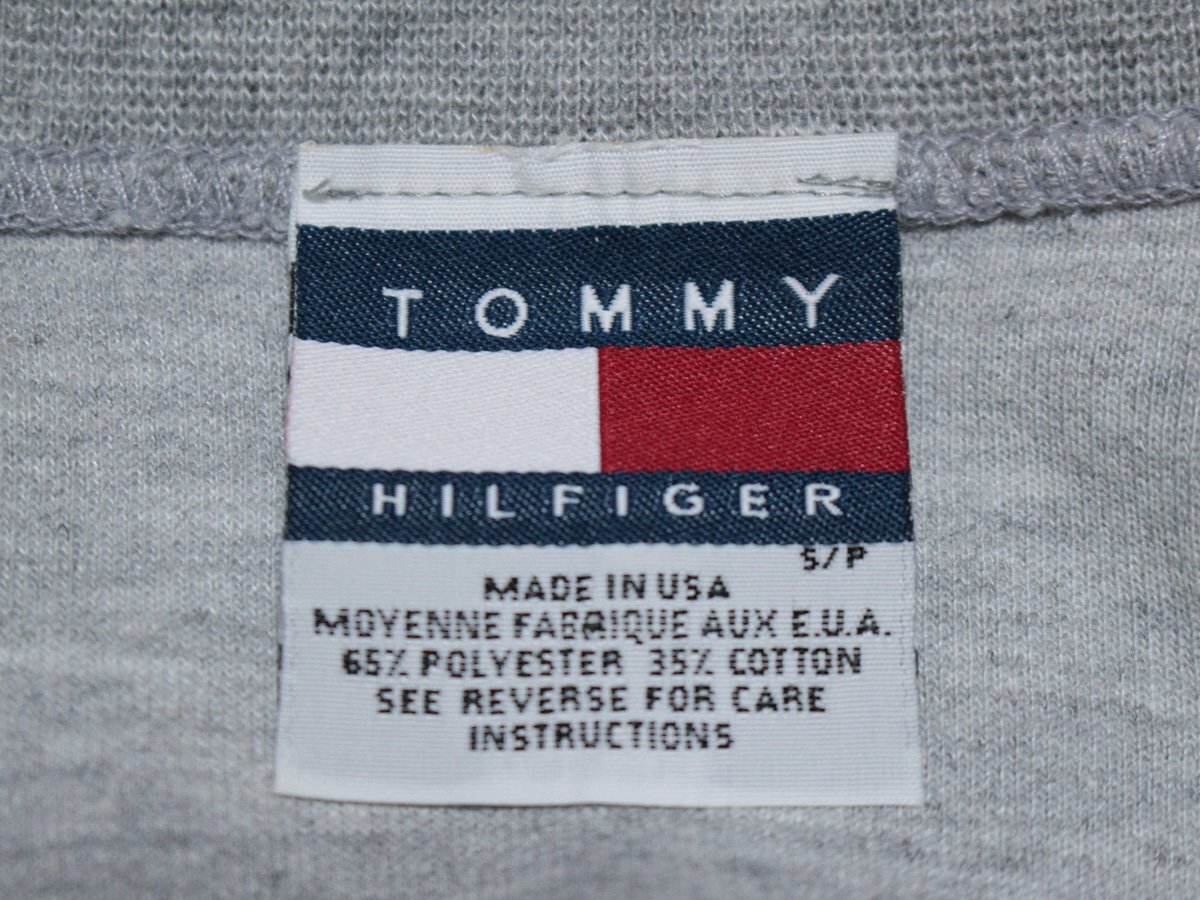 TOMMY
HILFIGER
S/P
MADE IN USA
MOYENNE FABRIQUE AUX E.U.A.
65% POLYESTER 35% COTTON
SEE REVERSE FOR CARE
INSTRUCTIONS